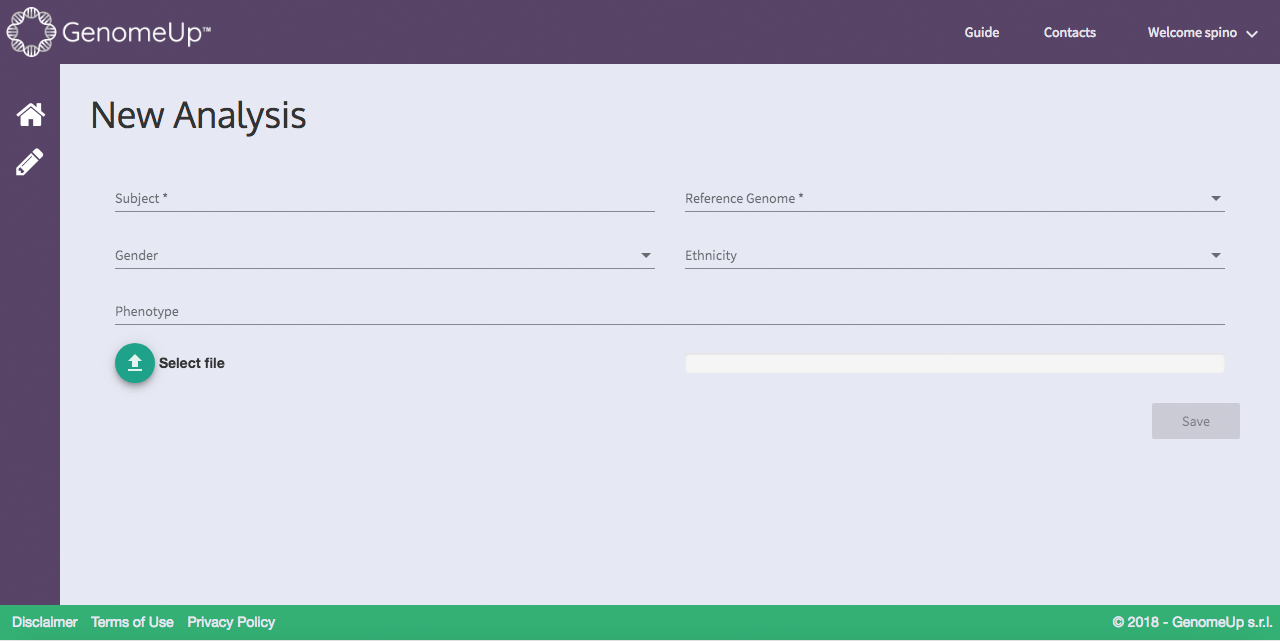 GenomeUp™
Guide Contacts Welcome spino
New Analysis
Subject * Reference Genome *
Gender Ethnicity
Phenotype
Select file
Save
Disclaimer Terms of Use Privacy Policy © 2018 - GenomeUp s.r.l.